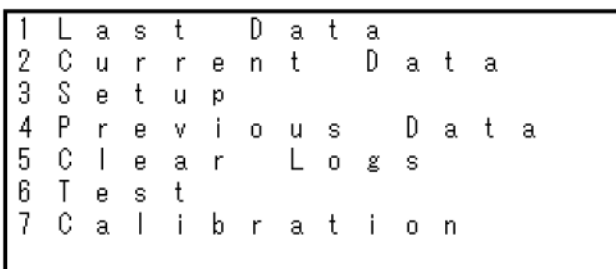 1 Last Data
2 Current Data
3 Setup
4 Previous Data
5 Clear Logs
6 Test
7 Calibration